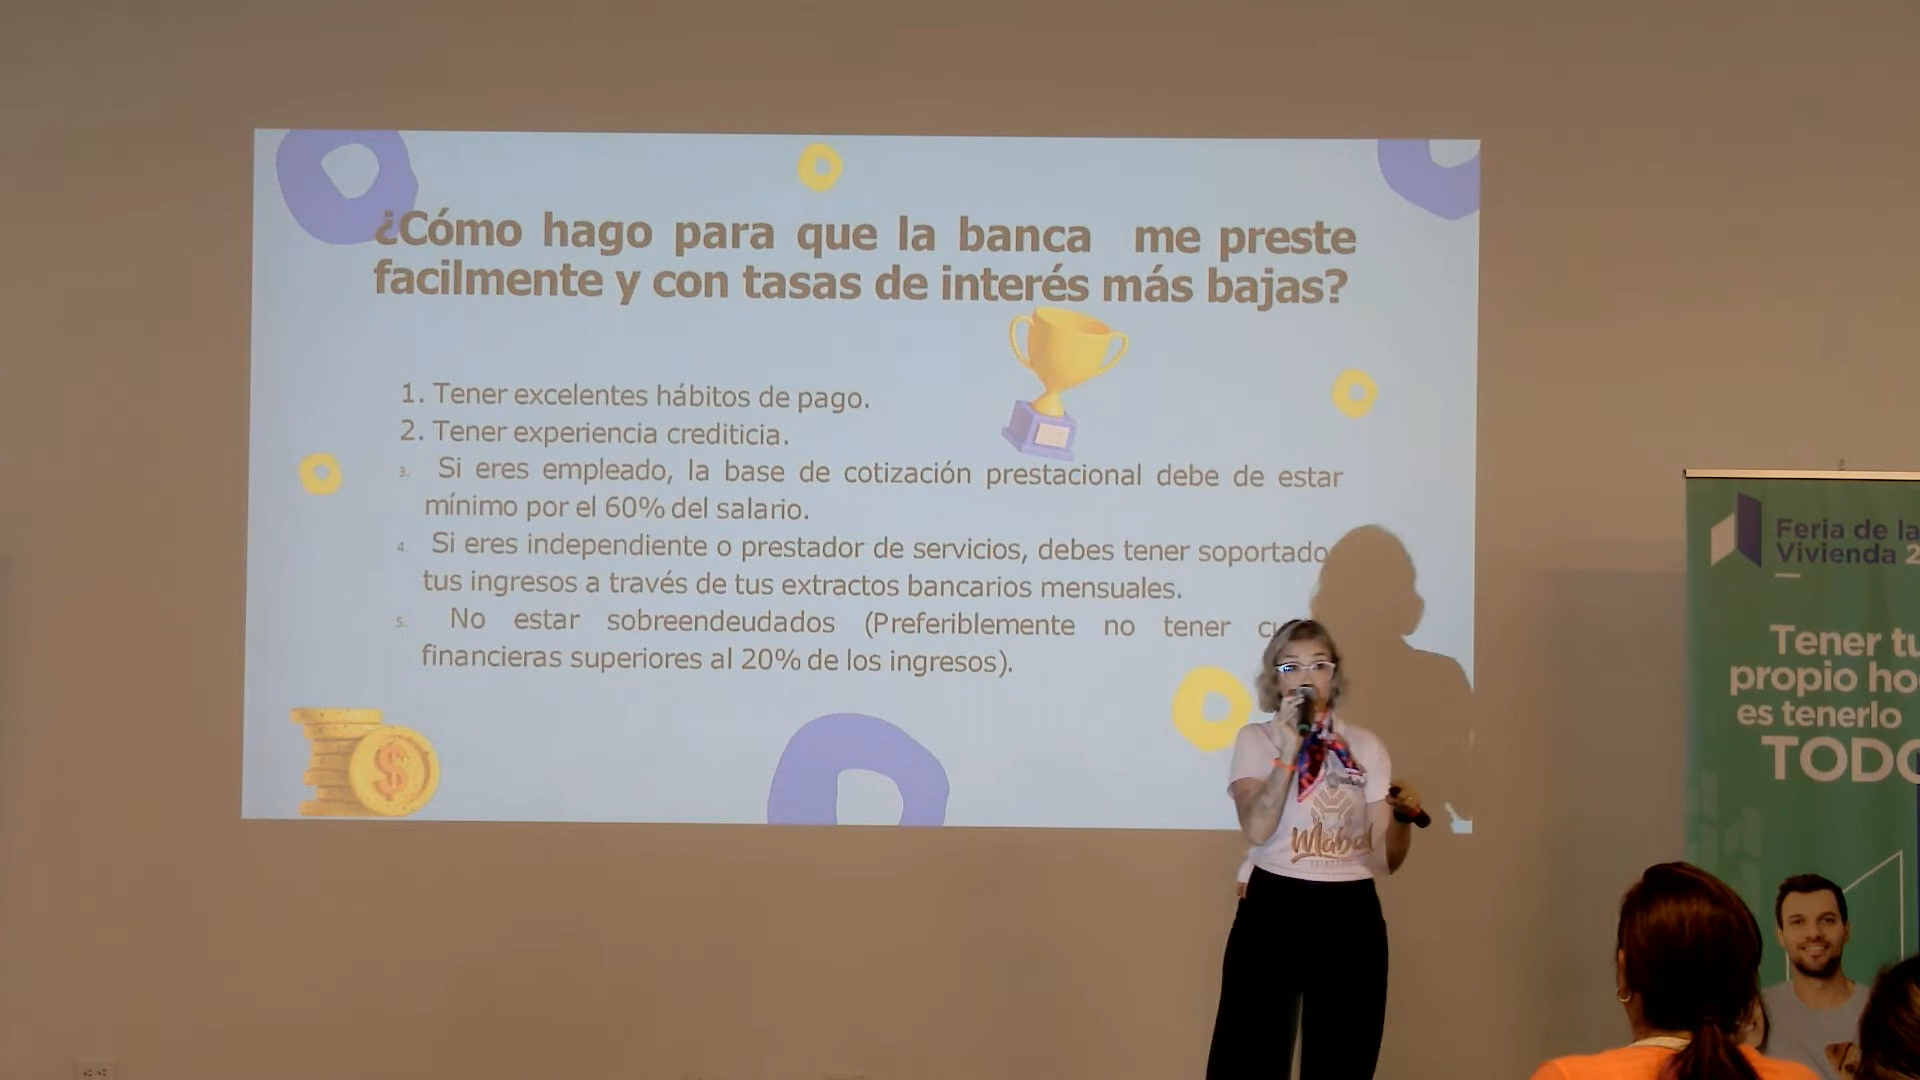 ¿Cómo hago para que la banca me preste
facilmente y con tasas de interés más bajas?
1. Tener excelentes hábitos de pago.
2. Tener experiencia crediticia.
3. Si eres empleado, la base de cotización prestacional debe de estar
mínimo por el 60% del salario.
4. Si eres independiente o prestador de servicios, debes tener soportado
tus ingresos a través de tus extractos bancarios mensuales.
5. No estar sobreendeudados (Preferiblemente no tener
financieras superiores al 20% de los ingresos).
$
Feria de la
Vivienda 2
Tener tu
propio ho
es tenerlo
TODO
Mabel